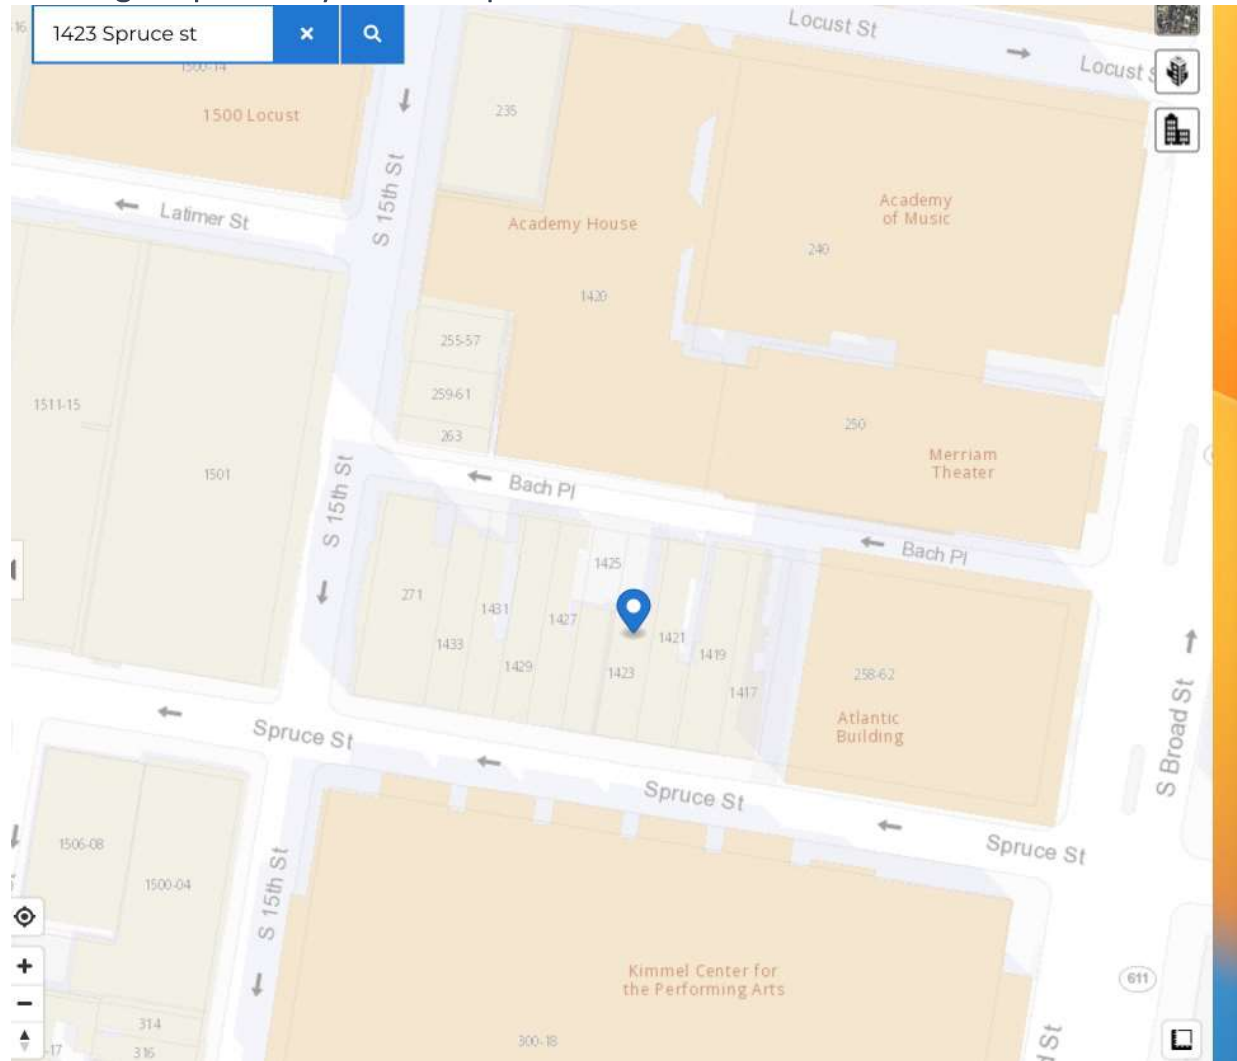 1423 Spruce st
Locust St
Locust S
1500-14
1500 Locust
235
S 15th St
Latimer St
Academy House
Academy
of Music
240
1420
255-57
259-61
263
1511-15
1501
250
Merriam
Theater
S 15th St
Bach Pl
Bach Pl
1425
271
1431
1427
1433
1429
1423
1421
1419
1417
258-62
Atlantic
Building
S Broad St
Spruce St
Spruce St
Spruce St
1506-08
1500-04
S 15th St
Kimmel Center for
the Performing Arts
611
314
316
300-18
-17
d St